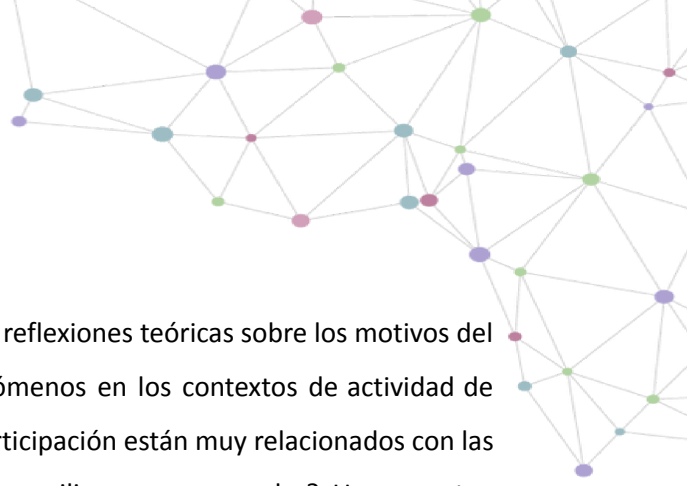 reflexiones teóricas sobre los motivos del
ómenos en los contextos de actividad de
rticipación están muy relacionados con las